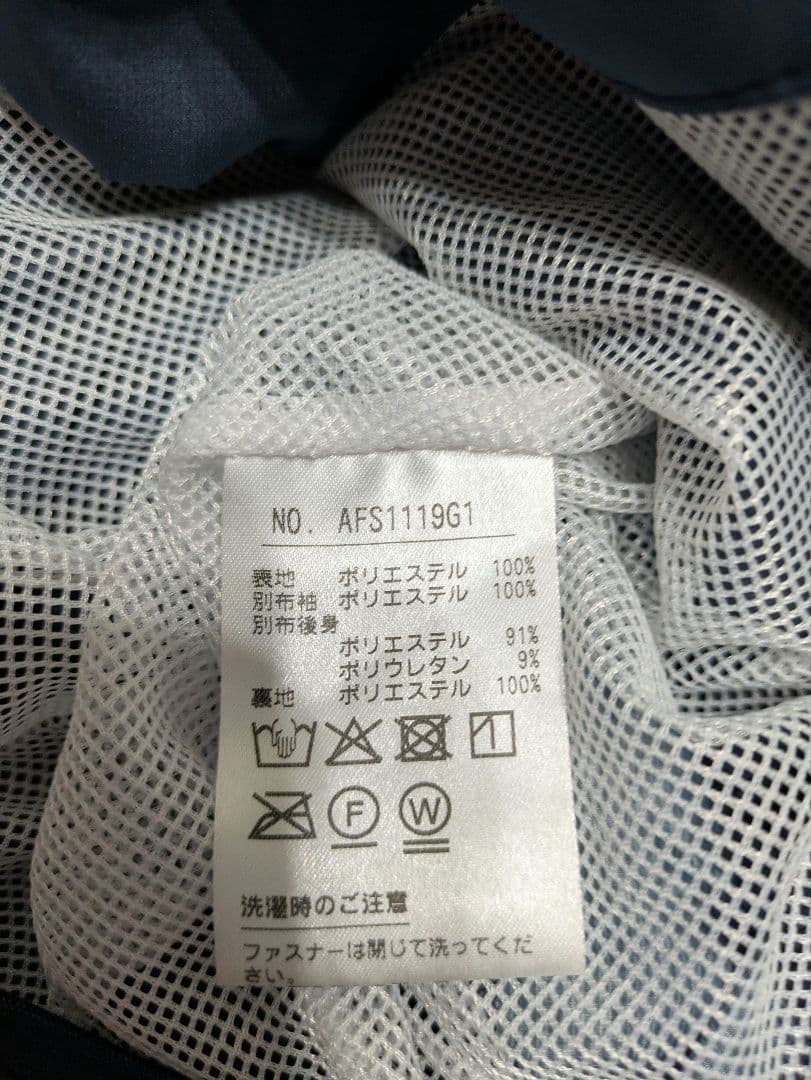 NO. AFS1119G1
表地 ポリエステル 100%
別布袖 ポリエステル 100%
別布後身
ポリエステル 91%
ポリウレタン 9%
裏地 ポリエステル 100%
F W
洗濯時のご注意
ファスナーは閉じて洗ってくだ
さい。